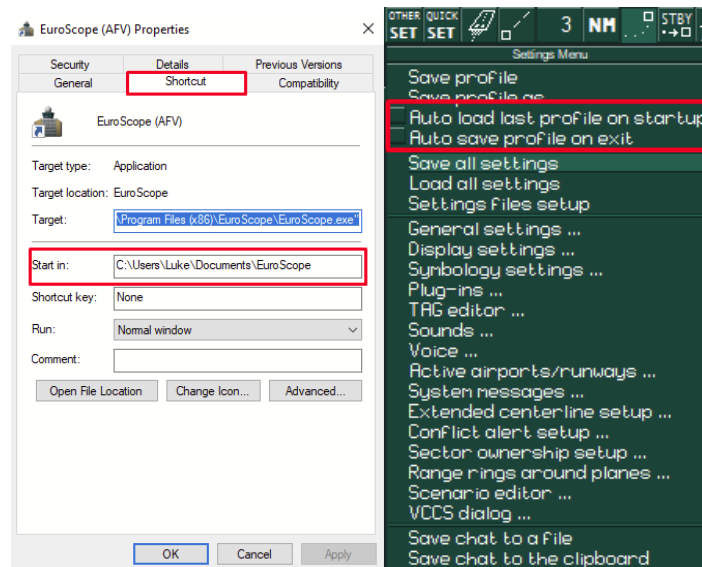 EuroScope (AFV) Properties
Security Details Previous Versions
General Shortcut Compatibility
EuroScope (AFV)
Target type: Application
Target location: EuroScope
Target: \Program Files (x86)\EuroScope\EuroScope.exe"
Start in: C:\Users\Luke\Documents\EuroScope
Shortcut key: None
Run: Normal window
Comment:
Open File Location Change Icon... Advanced...
OK Cancel Apply
OTHER QUICK STBY
SET SET 3 NM
Settings Menu
Save profile
Save profile as
Auto load last profile on startup
Auto save profile on exit
Save all settings
Load all settings
Settings files setup
General settings ...
Display settings ...
Symbology settings ...
Plug-ins ...
TAG editor ...
Sounds ...
Voice ...
Active airports/runways ...
System messages ...
Extended centerline setup ...
Conflict alert setup ...
Sector ownership setup ...
Range rings around planes ...
Scenario editor ...
VCCS dialog ...
Save chat to a file
Save chat to the clipboard